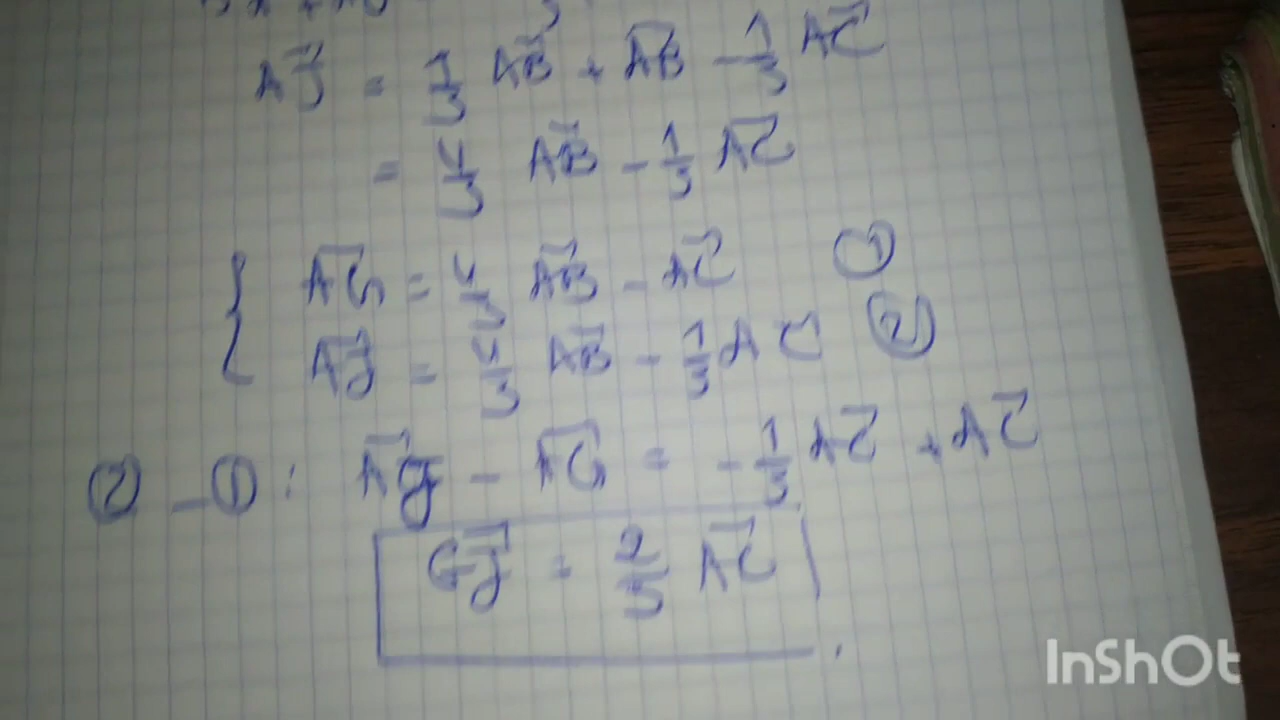 AJ = 1/3 AB + AB - 1/3 AC
= 4/3 AB - 1/3 AC
{ AG = 4/3 AB - AC ①
AJ = 4/3 AB - 1/3 AC ②
② - ① : AJ - AG = - 1/3 AC + AC
GJ = 2/3 AC .
InShOt